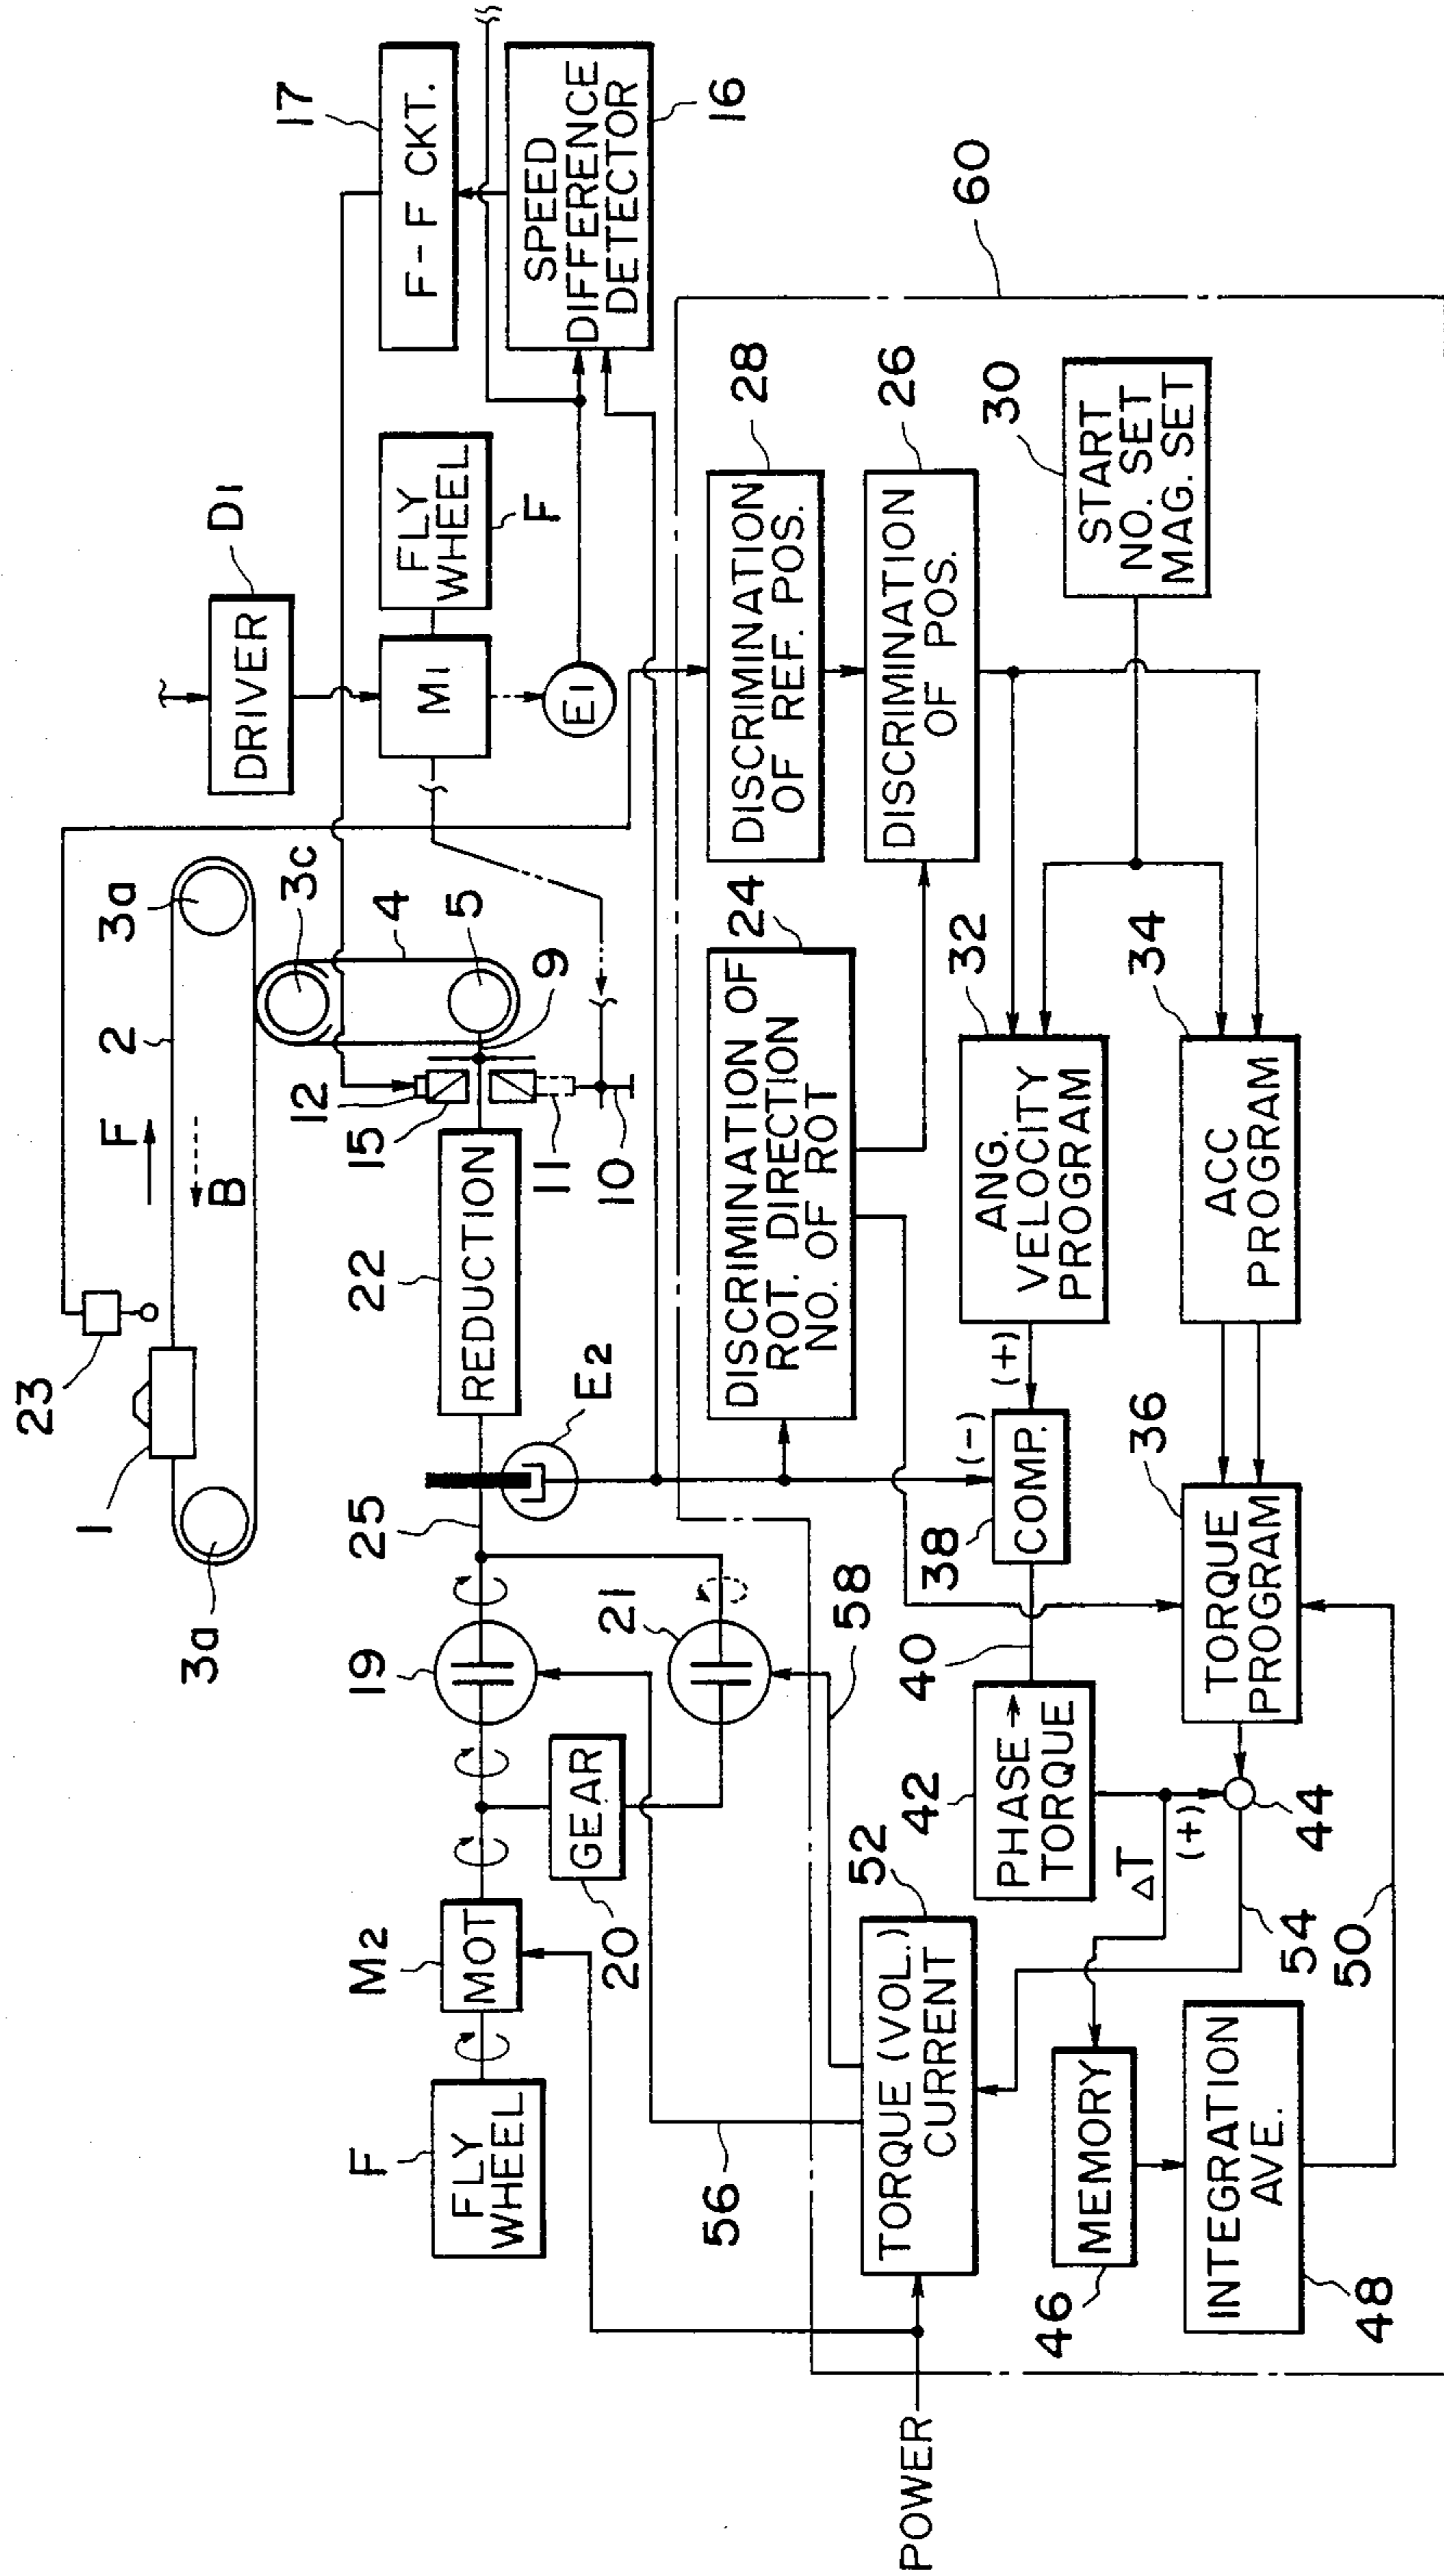 23
1
3a
2
F
B
3a
3c
4
5
9
12
15
11
10
D1
DRIVER
M1
FLY
WHEEL
F
E1
17
F-F CKT.
SPEED
DIFFERENCE
DETECTOR
16
F
FLY
WHEEL
M2
MOT
19
25
22
REDUCTION
E2
20
GEAR
21
58
56
60
24
DISCRIMINATION OF
ROT. DIRECTION
NO. OF ROT
28
DISCRIMINATION
OF REF. POS.
26
DISCRIMINATION
OF POS.
30
START
NO. SET
MAG. SET
32
ANG.
VELOCITY
PROGRAM
34
ACC
PROGRAM
(+)
(-)
38
COMP.
40
42
PHASE→
TORQUE
36
TORQUE
PROGRAM
ΔT
(+)
44
54
50
52
TORQUE (VOL.)
CURRENT
46
MEMORY
48
INTEGRATION
AVE.
POWER